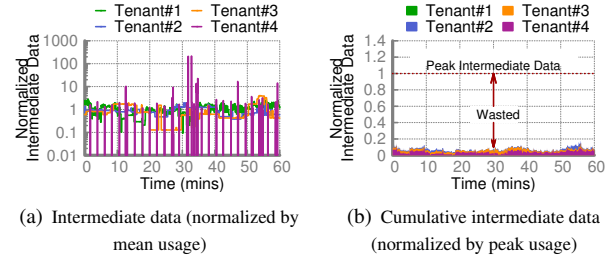 Tenant#1 Tenant#3
Tenant#2 Tenant#4
Normalized
Intermediate Data
1000
100
10
1
0.1
0.01
0 10 20 30 40 50 60
Time (mins)
(a) Intermediate data (normalized by
mean usage)
Tenant#1 Tenant#3
Tenant#2 Tenant#4
Normalized
Intermediate Data
1.4
1.2
1
0.8
0.6
0.4
0.2
0
Peak Intermediate Data
Wasted
0 10 20 30 40 50 60
Time (mins)
(b) Cumulative intermediate data
(normalized by peak usage)